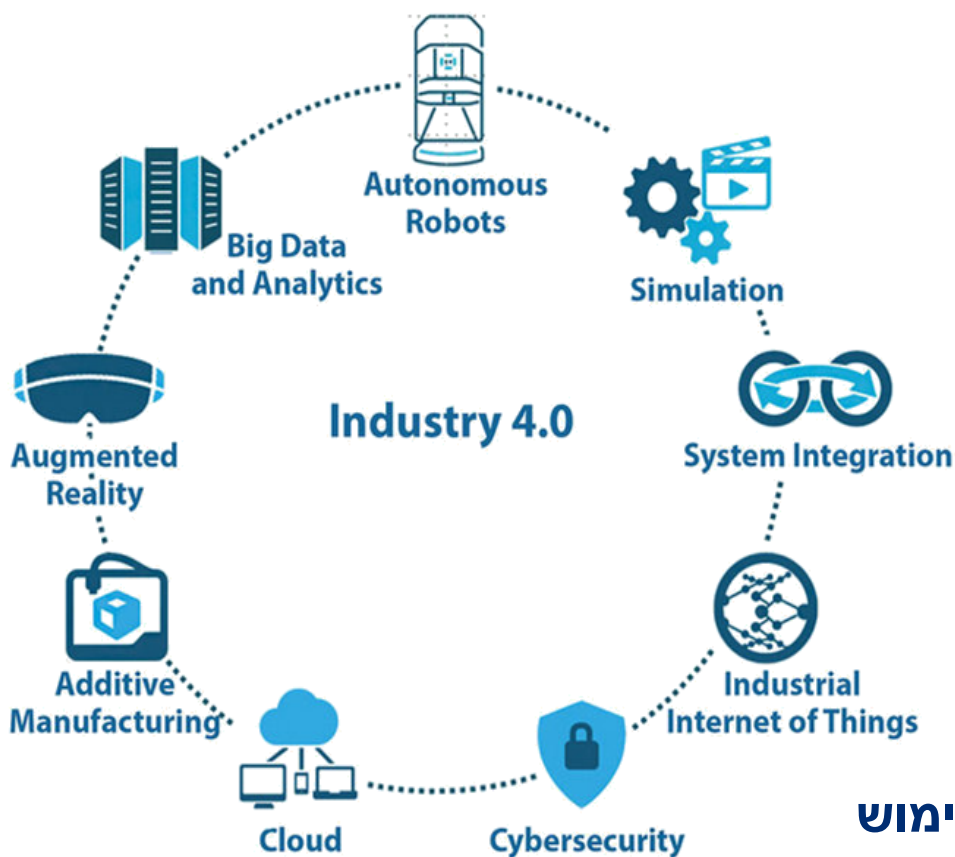 Autonomous
Robots
Simulation
System Integration
Industrial
Internet of Things
Cybersecurity
Cloud
Additive
Manufacturing
Augmented
Reality
Big Data
and Analytics
Industry 4.0
ימוש